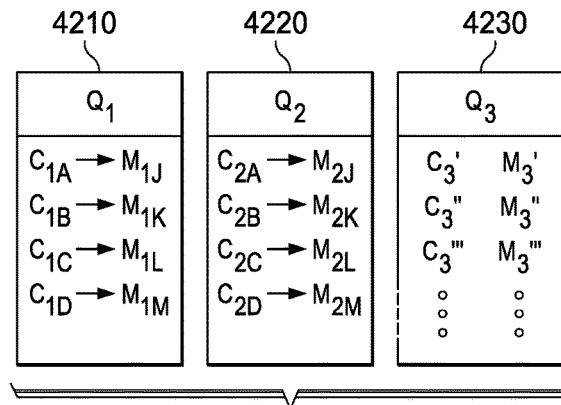 4210 4220 4230
Q₁ Q₂ Q₃
C₁A → M₁J C₂A → M₂J C₃' M₃'
C₁B → M₁K C₂B → M₂K C₃'' M₃''
C₁C → M₁L C₂C → M₂L C₃''' M₃'''
C₁D → M₁M C₂D → M₂M